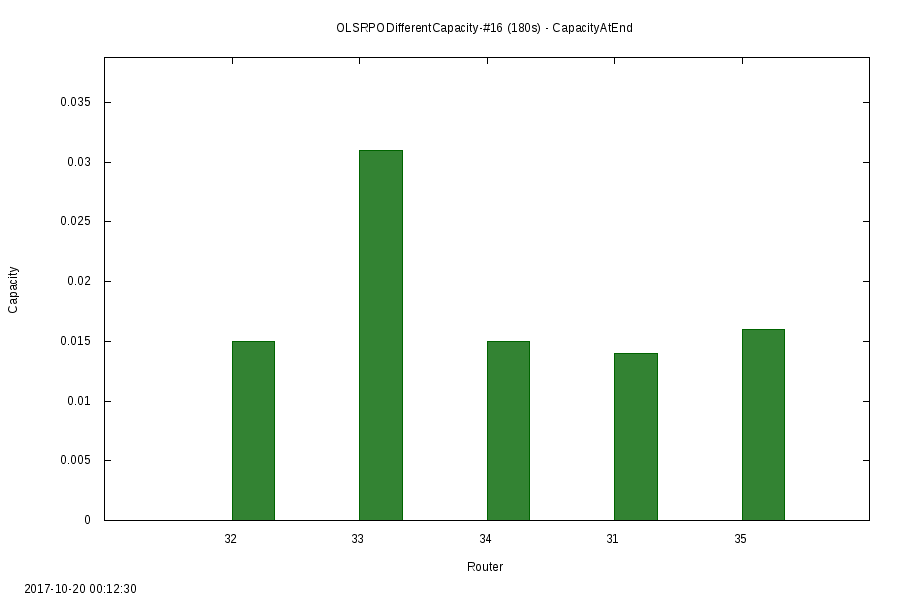 OLSRPODifferentCapacity-#16 (180s) - CapacityAtEnd
0.035
0.03
0.025
0.02
0.015
0.01
0.005
0
Capacity
32 33 34 31 35
Router
2017-10-20 00:12:30